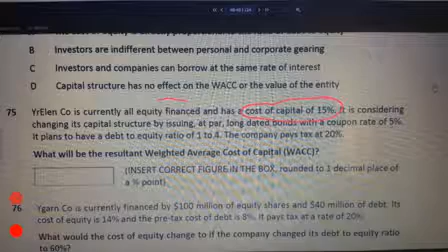 B Investors are indifferent between personal and corporate gearing
C Investors and companies can borrow at the same rate of interest
D Capital structure has no effect on the WACC or the value of the entity
75 YrElen Co is currently all equity financed and has a cost of capital of 15%. It is considering
changing its capital structure by issuing, at par, long dated bonds with a coupon rate of 5%.
It plans to have a debt to equity ratio of 1 to 4. The company pays tax at 20%.
What will be the resultant Weighted Average Cost of Capital (WACC)?
(INSERT CORRECT FIGURE IN THE BOX, rounded to 1 decimal place of
a % point)
76 Ygarn Co is currently financed by $100 million of equity shares and $40 million of debt. Its
cost of equity is 14% and the pre-tax cost of debt is 8%. It pays tax at a rate of 20%.
What would the cost of equity change to if the company changed its debt to equity ratio
to 60%?